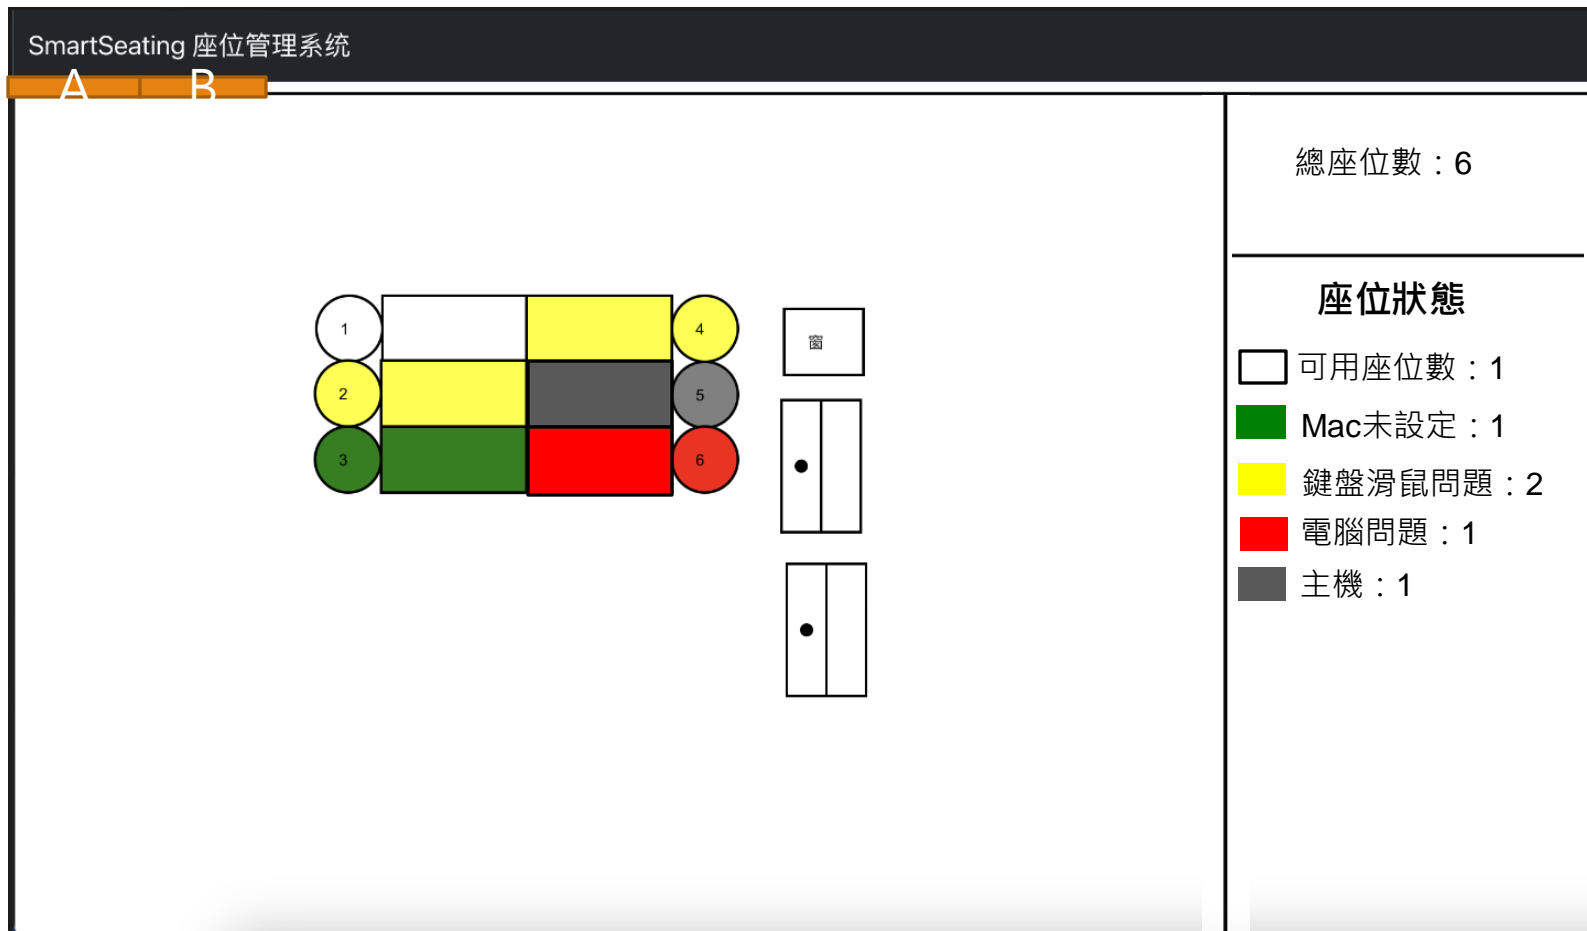 SmartSeating 座位管理系统
A
B
總座位數：6
座位狀態
可用座位數：1
Mac未設定：1
鍵盤滑鼠問題：2
電腦問題：1
主機：1
1
4
2
5
3
6
窗